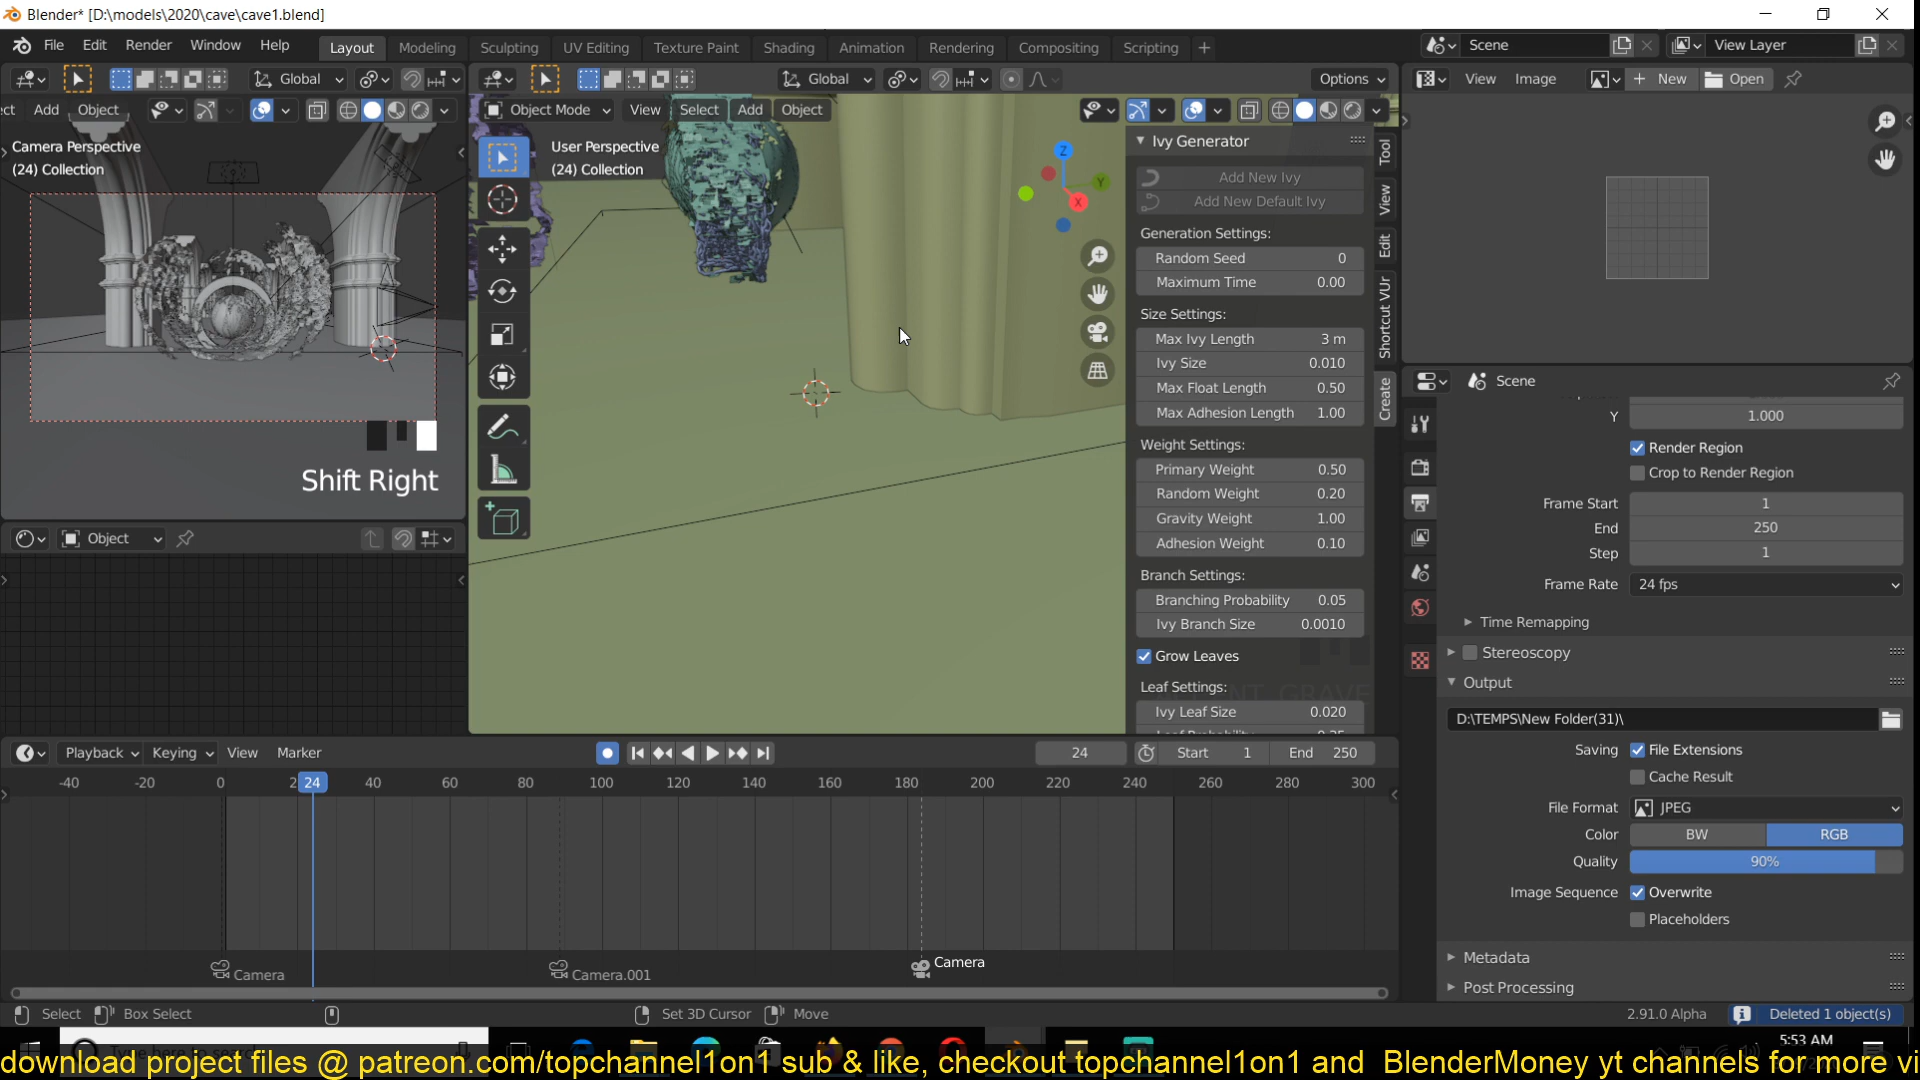 Blender* [D:\models\2020\cave\cave1.blend]
File Edit Render Window Help
Layout Modeling Sculpting UV Editing Texture Paint Shading Animation Rendering Compositing Scripting
Scene
View Layer
Global
Global
Options
View Image New Open
ect Add Object
Object Mode View Select Add Object
Camera Perspective
(24) Collection
User Perspective
(24) Collection
Z
Y
X
Ivy Generator
Add New Ivy
Add New Default Ivy
Generation Settings:
Random Seed 0
Maximum Time 0.00
Size Settings:
Max Ivy Length 3 m
Ivy Size 0.010
Max Float Length 0.50
Max Adhesion Length 1.00
Weight Settings:
Primary Weight 0.50
Random Weight 0.20
Gravity Weight 1.00
Adhesion Weight 0.10
Branch Settings:
Branching Probability 0.05
Ivy Branch Size 0.0010
Grow Leaves
Leaf Settings:
Ivy Leaf Size 0.020
Tool
View
Edit
Shortcut VUr
Create
Shift Right
Object
Scene
Y 1.000
Render Region
Crop to Render Region
Frame Start 1
End 250
Step 1
Frame Rate 24 fps
Time Remapping
Stereoscopy
Output
D:\TEMPS\New Folder(31)\
Saving File Extensions
Cache Result
File Format JPEG
Color BW RGB
Quality 90%
Image Sequence Overwrite
Placeholders
Metadata
Post Processing
Playback Keying View Marker
24 Start 1 End 250
-40 -20 0 2 24 40 60 80 100 120 140 160 180 200 220 240 260 280 300
Camera Camera.001 Camera
Select Box Select Set 3D Cursor Move
2.91.0 Alpha Deleted 1 object(s)
5:53 AM
download project files @ patreon.com/topchannel1on1 sub & like, checkout topchannel1on1 and BlenderMoney yt channels for more vi